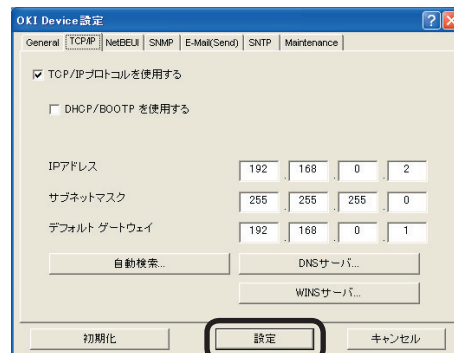 OKI Device設定
General TCP/IP NetBEUI SNMP E-Mail(Send) SNTP Maintenance
TCP/IPプロトコルを使用する
DHCP/BOOTP を使用する
IPアドレス 192 . 168 . 0 . 2
サブネットマスク 255 . 255 . 255 . 0
デフォルト ゲートウェイ 192 . 168 . 0 . 1
自動検索... DNSサーバ...
WINSサーバ...
初期化 設定 キャンセル